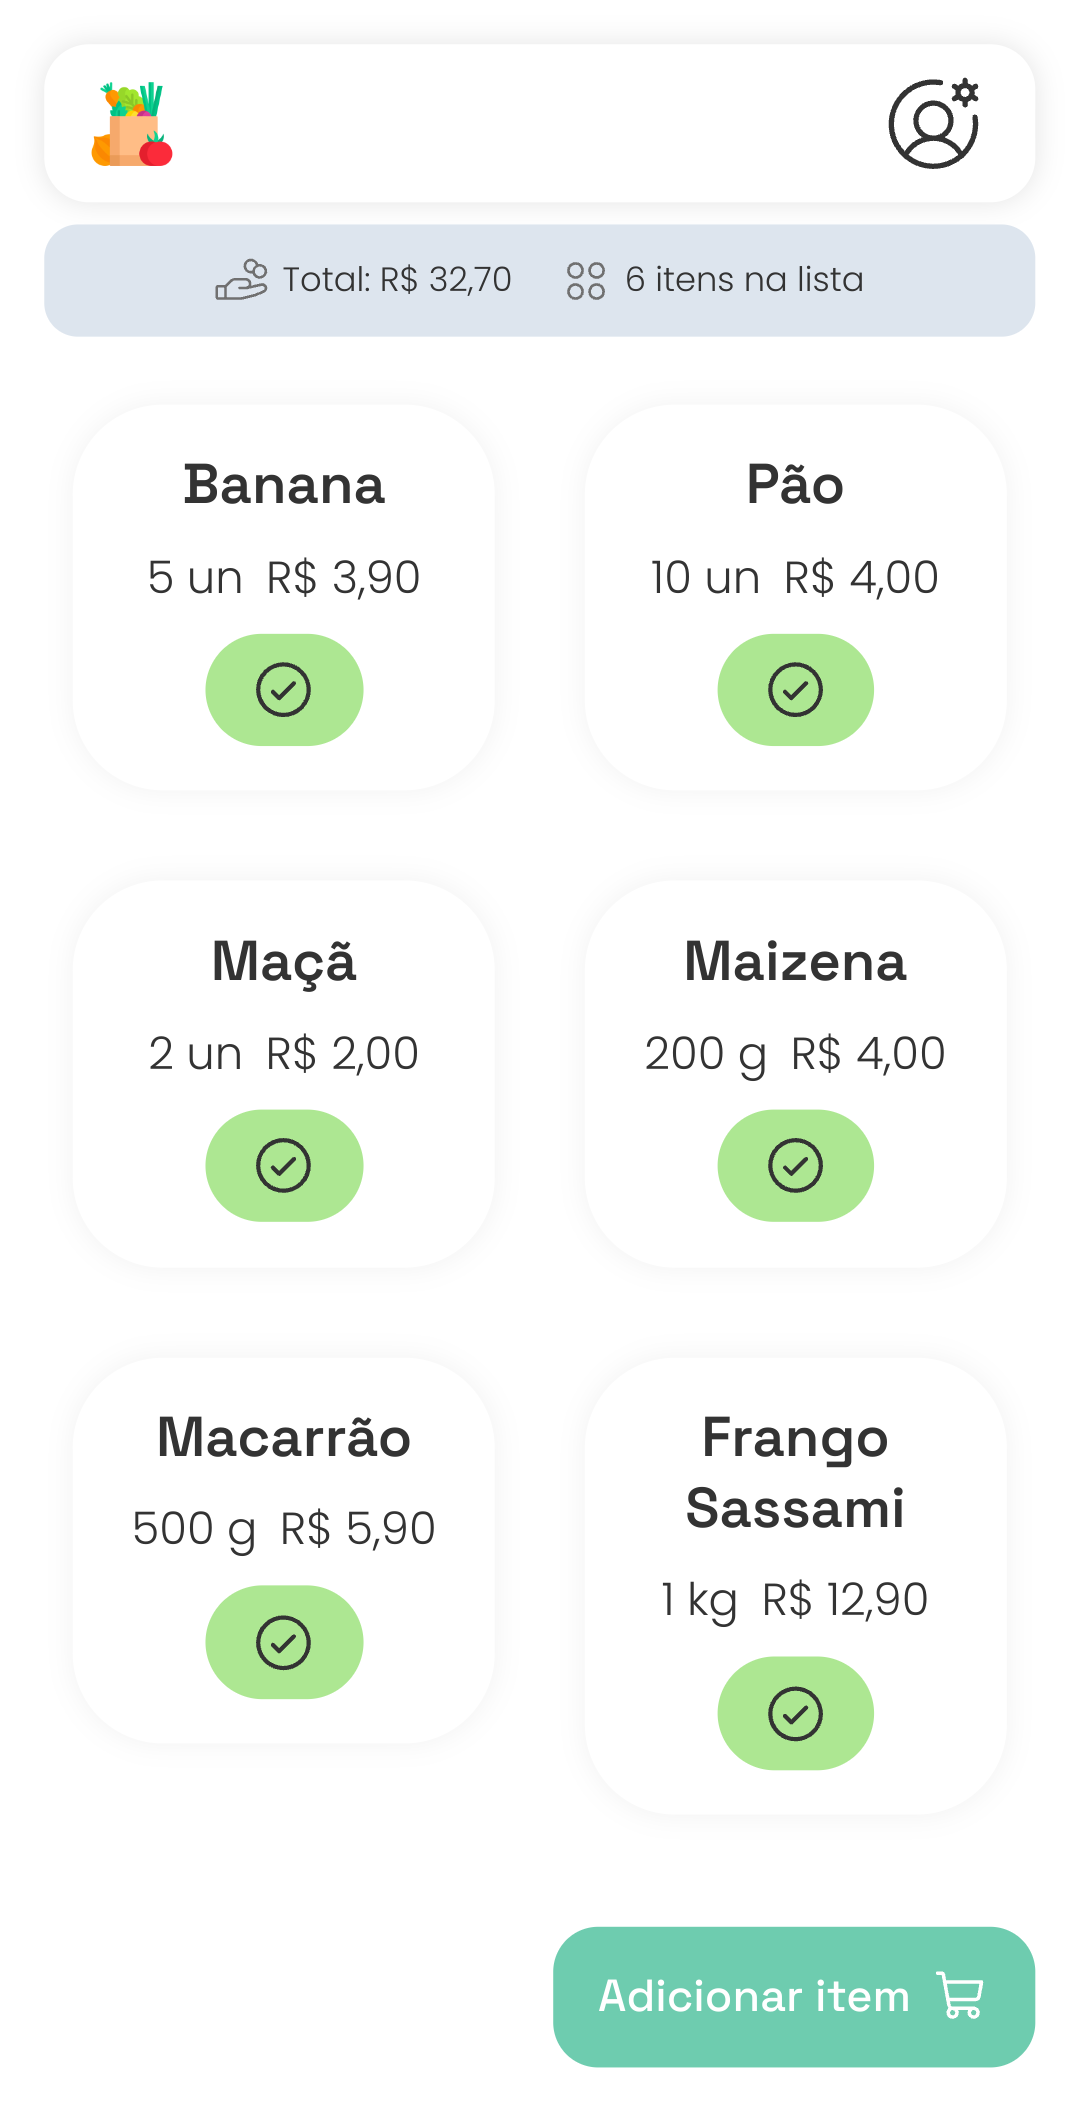 Total: R$ 32,70
6 itens na lista
Banana
5 un R$ 3,90
Pão
10 un R$ 4,00
Maçã
2 un R$ 2,00
Maizena
200 g R$ 4,00
Macarrão
500 g R$ 5,90
Frango
Sassami
1 kg R$ 12,90
Adicionar item